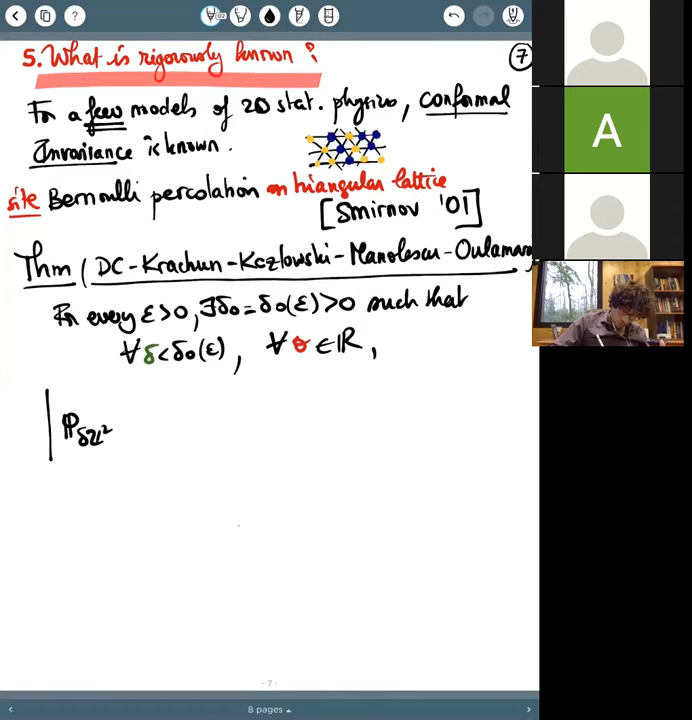 5. What is rigorously known?
7
For a few models of 2D stat. physics, conformal
Invariance is known.
site Bernoulli percolation on triangular lattice
[Smirnov '01]
Thm (DC-Krachun-Kozlowski-Manolescu-Oulamara
For every ε>0, ∃δ₀=δ₀(ε)>0 such that
∀δ<δ₀(ε), ∀θ∈ℝ,
|ℙ_δℤ²
A
- 7 -
8 pages